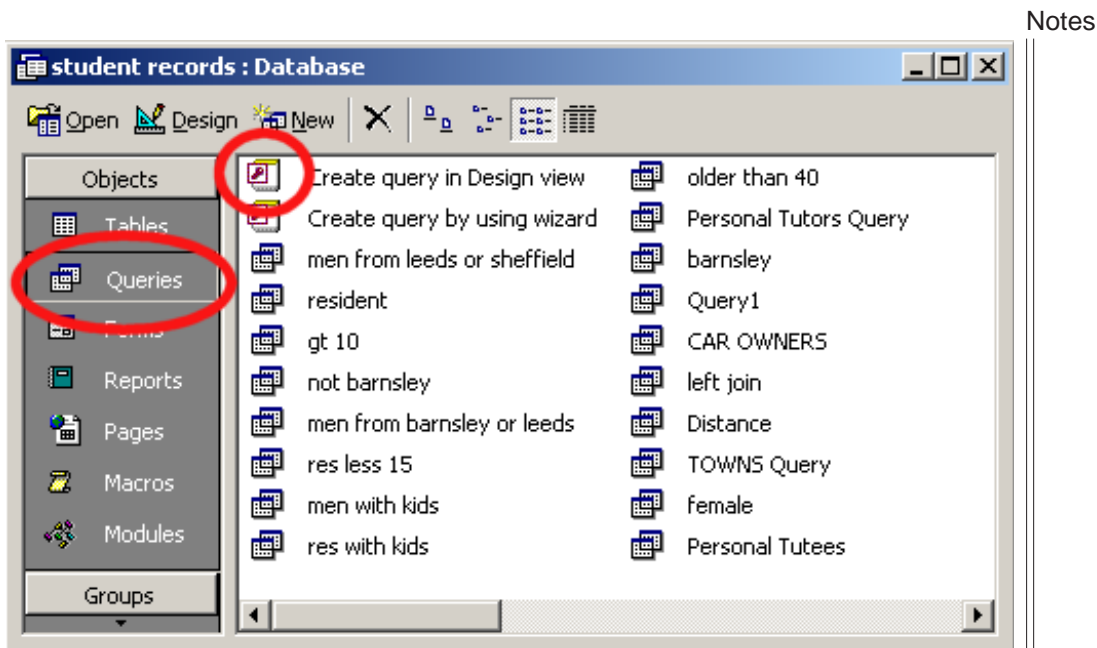 Notes
student records : Database
Open Design New
Objects
Tables
Queries
Forms
Reports
Pages
Macros
Modules
Groups
Create query in Design view
Create query by using wizard
men from leeds or sheffield
resident
gt 10
not barnsley
men from barnsley or leeds
res less 15
men with kids
res with kids
older than 40
Personal Tutors Query
barnsley
Query1
CAR OWNERS
left join
Distance
TOWNS Query
female
Personal Tutees